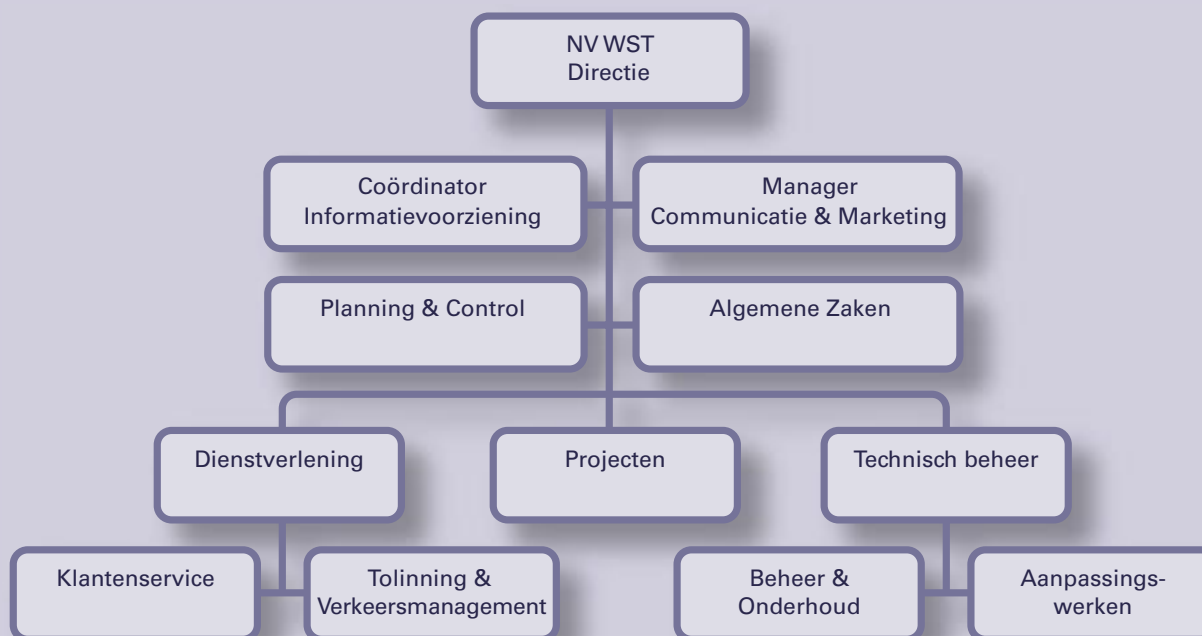 NV WST
Directie
Coördinator
Informatievoorziening
Manager
Communicatie & Marketing
Planning & Control
Algemene Zaken
Dienstverlening
Projecten
Technisch beheer
Klantenservice
Tolinning &
Verkeersmanagement
Beheer &
Onderhoud
Aanpassings-
werken